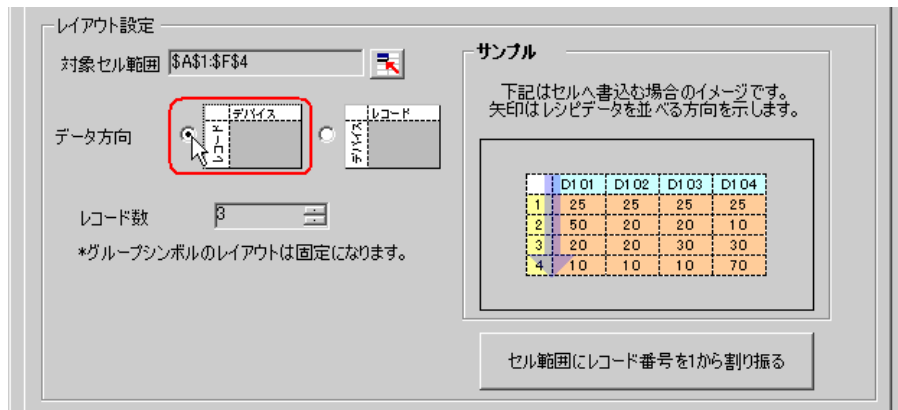 レイアウト設定
対象セル範囲 $A$1:$F$4
データ方向
デバイス
レコード
レコード
デバイス
レコード数 3
*グループシンボルのレイアウトは固定になります。
サンプル
下記はセルへ書込む場合のイメージです。
矢印はレシピデータを並べる方向を示します。
D101 D102 D103 D104
1 25 25 25 25
2 50 20 20 10
3 20 20 30 30
4 10 10 10 70
セル範囲にレコード番号を1から割り振る